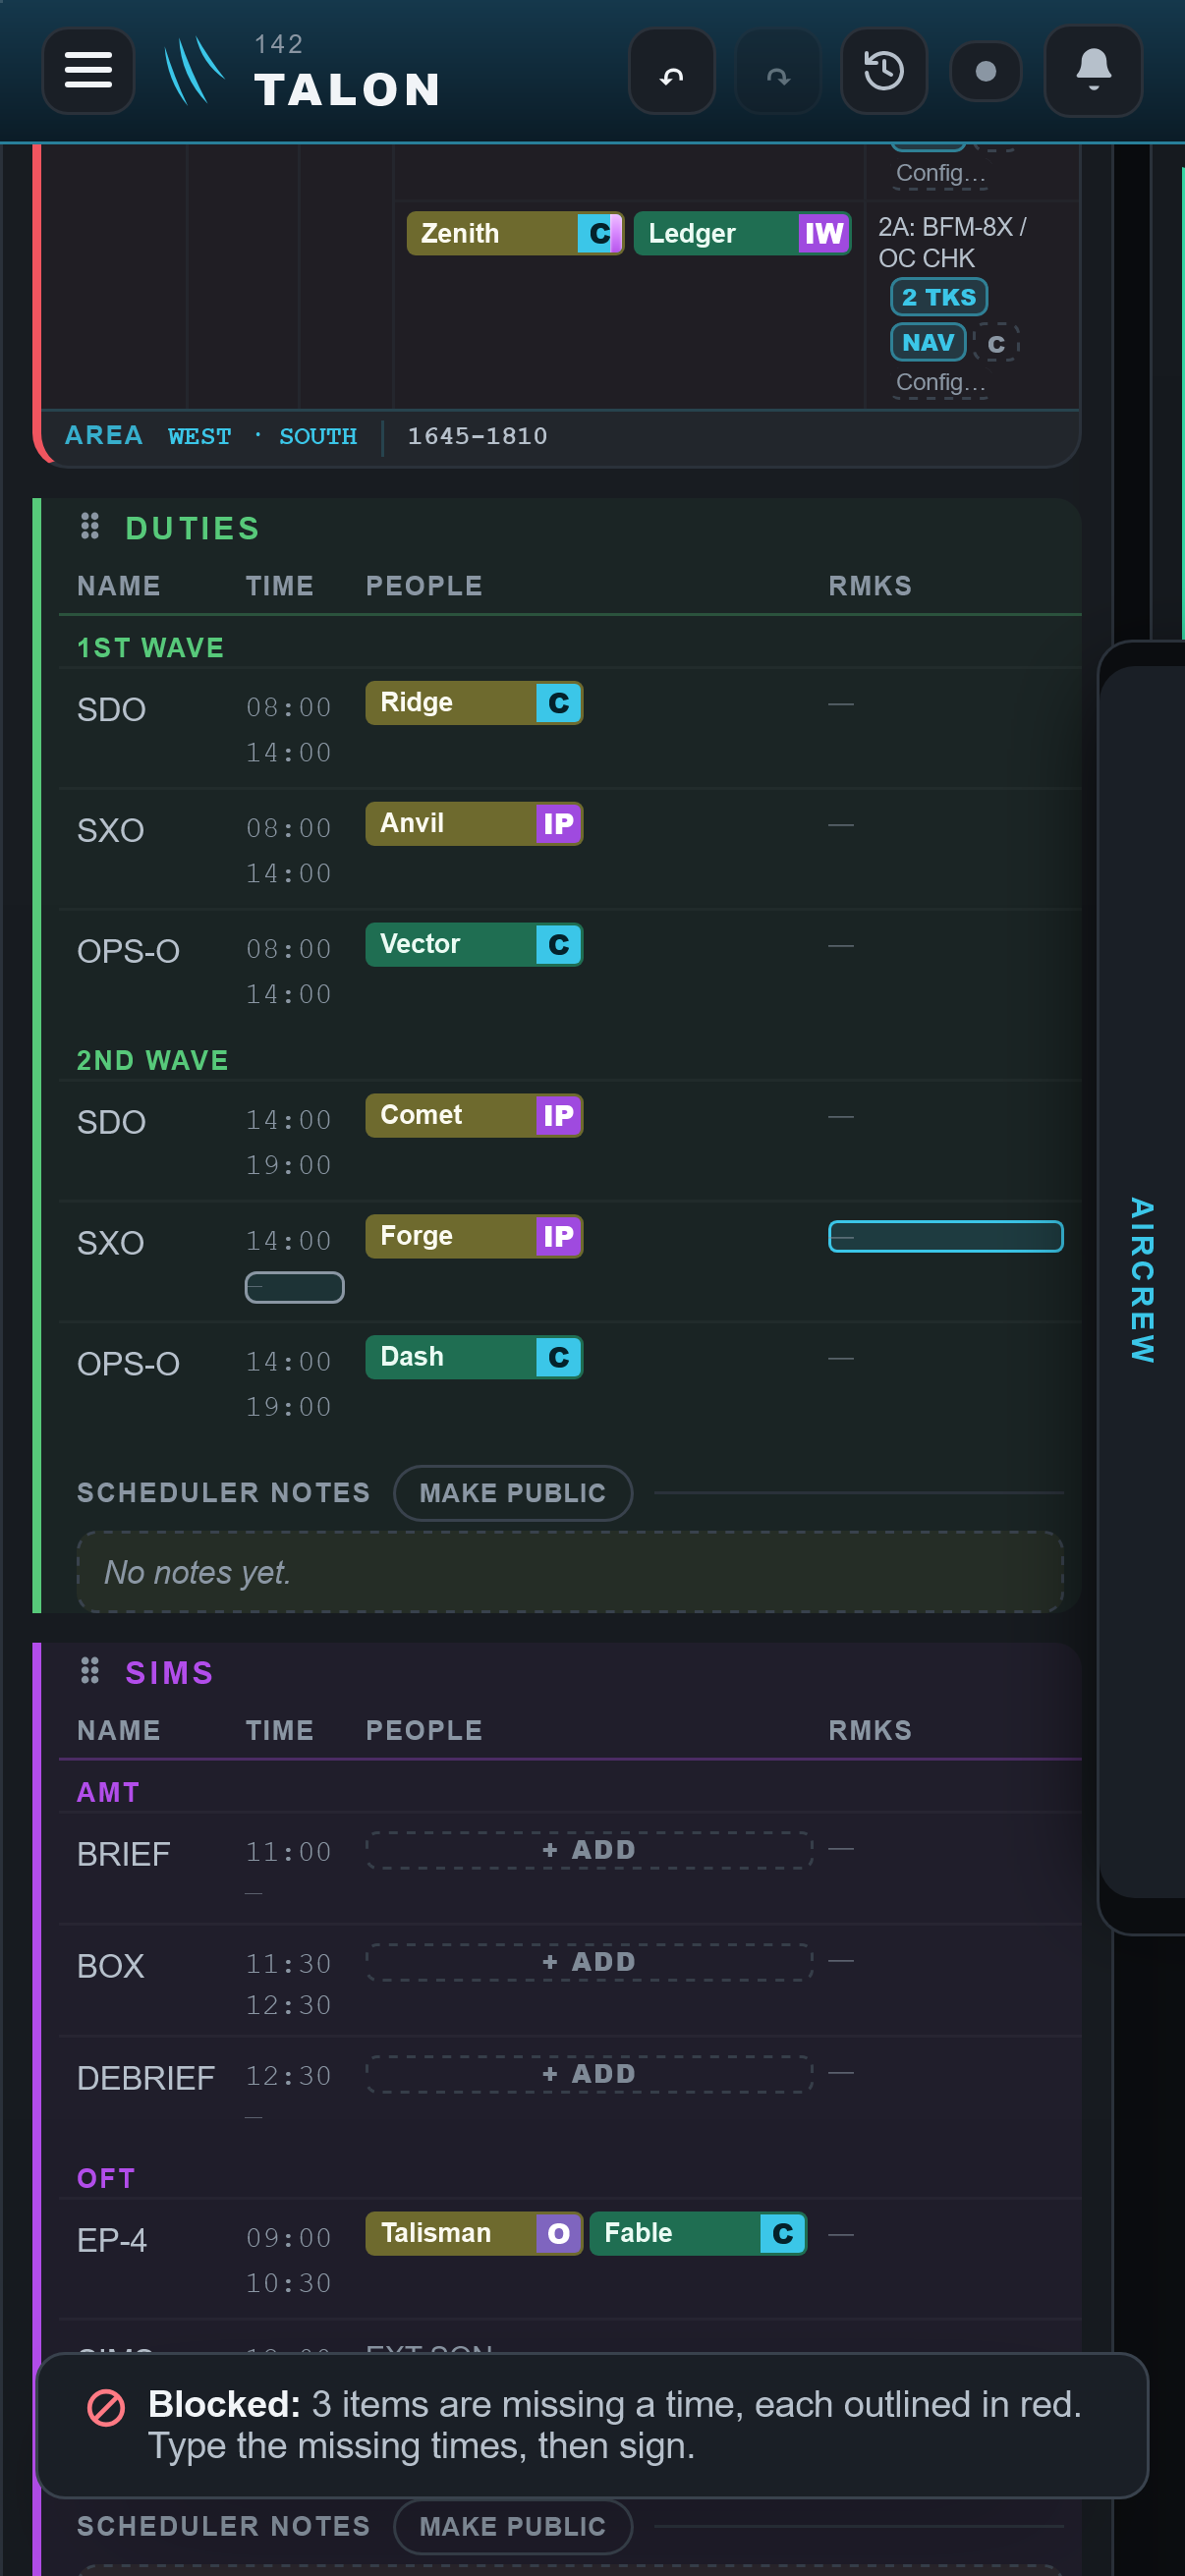 142
TALON
Config...
Zenith C Ledger IW 2A: BFM-8X /
OC CHK
2 TKS
NAV C
Config...
AREA WEST · SOUTH 1645-1810
DUTIES
NAME TIME PEOPLE RMKS
1ST WAVE
SDO 08:00 Ridge C —
14:00
SXO 08:00 Anvil IP —
14:00
OPS-O 08:00 Vector C —
14:00
2ND WAVE
SDO 14:00 Comet IP —
19:00
SXO 14:00 Forge IP —
—
OPS-O 14:00 Dash C —
19:00
SCHEDULER NOTES MAKE PUBLIC
No notes yet.
SIMS
NAME TIME PEOPLE RMKS
AMT
BRIEF 11:00 + ADD —
—
BOX 11:30 + ADD —
12:30
DEBRIEF 12:30 + ADD —
—
OFT
EP-4 09:00 Talisman O Fable C —
10:30
Blocked: 3 items are missing a time, each outlined in red.
Type the missing times, then sign.
SCHEDULER NOTES MAKE PUBLIC
AIRCREW